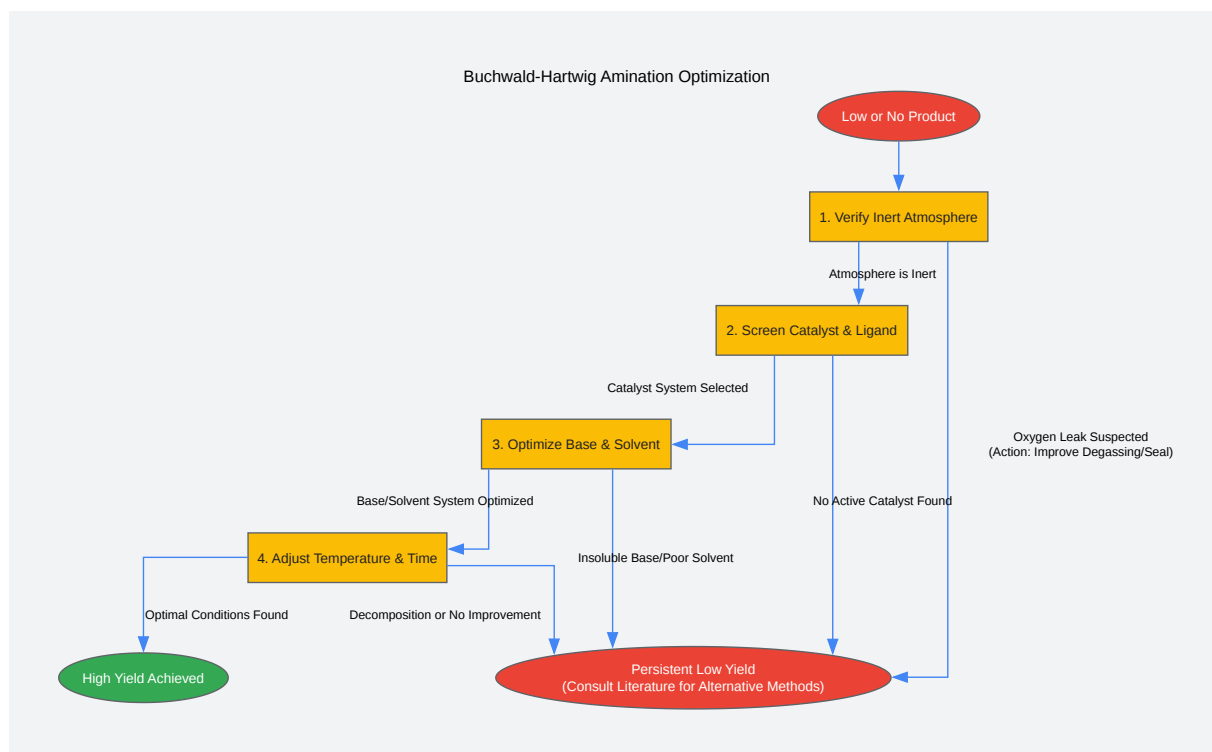 Buchwald-Hartwig Amination Optimization
Low or No Product
1. Verify Inert Atmosphere
Atmosphere is Inert
2. Screen Catalyst & Ligand
Catalyst System Selected
3. Optimize Base & Solvent
Oxygen Leak Suspected
(Action: Improve Degassing/Seal)
Base/Solvent System Optimized
No Active Catalyst Found
4. Adjust Temperature & Time
Insoluble Base/Poor Solvent
Optimal Conditions Found
Decomposition or No Improvement
High Yield Achieved
Persistent Low Yield
(Consult Literature for Alternative Methods)